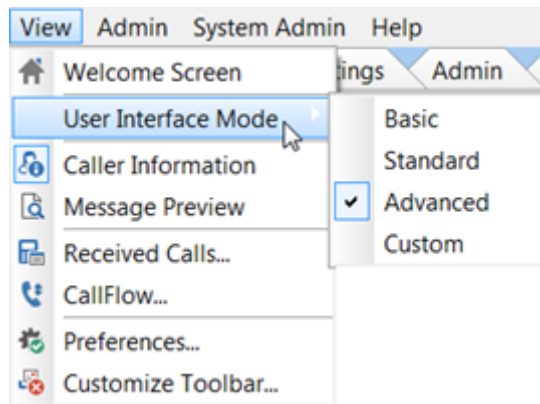 View Admin System Admin Help
Welcome Screen
ings Admin
User Interface Mode
Basic
Caller Information
Standard
Message Preview
Advanced
Received Calls...
Custom
CallFlow...
Preferences...
Customize Toolbar...